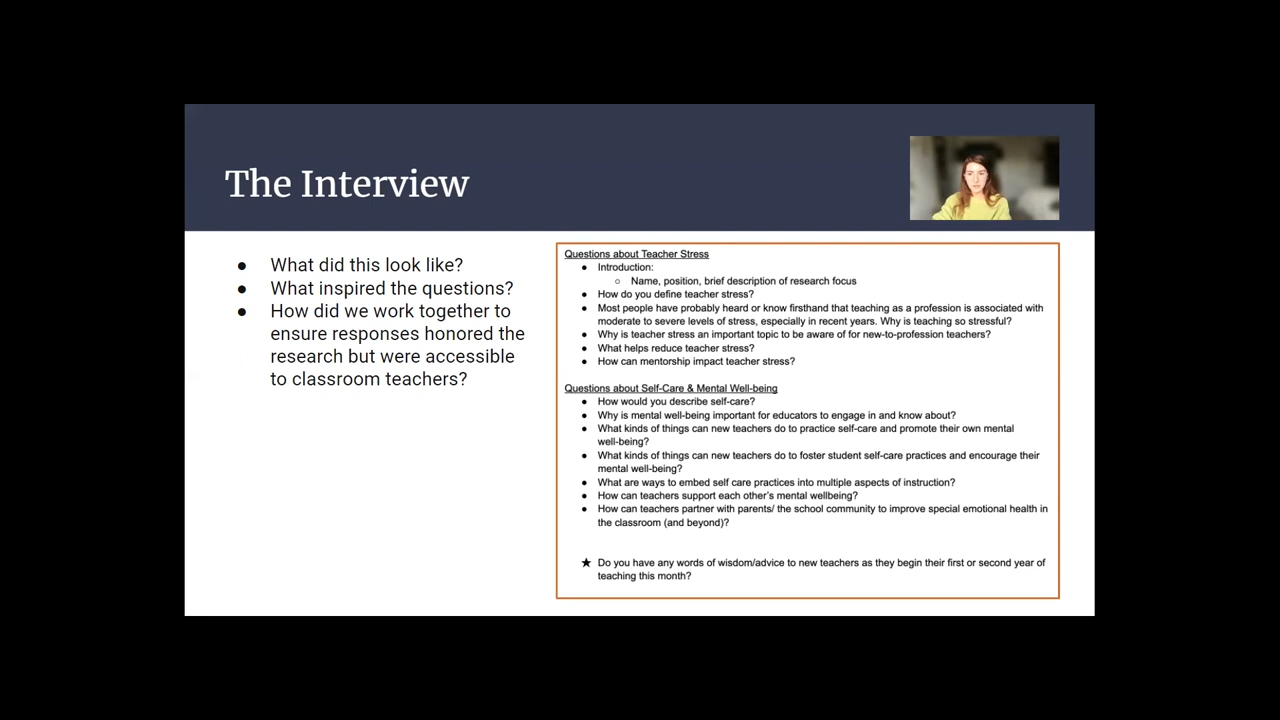 The Interview
● What did this look like?
● What inspired the questions?
● How did we work together to
ensure responses honored the
research but were accessible
to classroom teachers?
Questions about Teacher Stress
● Introduction:
○ Name, position, brief description of research focus
● How do you define teacher stress?
● Most people have probably heard or know firsthand that teaching as a profession is associated with
moderate to severe levels of stress, especially in recent years. Why is teaching so stressful?
● Why is teacher stress an important topic to be aware of for new-to-profession teachers?
● What helps reduce teacher stress?
● How can mentorship impact teacher stress?
Questions about Self-Care & Mental Well-being
● How would you describe self-care?
● Why is mental well-being important for educators to engage in and know about?
● What kinds of things can new teachers do to practice self-care and promote their own mental
well-being?
● What kinds of things can new teachers do to foster student self-care practices and encourage their
mental well-being?
● What are ways to embed self care practices into multiple aspects of instruction?
● How can teachers support each other's mental wellbeing?
● How can teachers partner with parents/ the school community to improve special emotional health in
the classroom (and beyond)?
★ Do you have any words of wisdom/advice to new teachers as they begin their first or second year of
teaching this month?